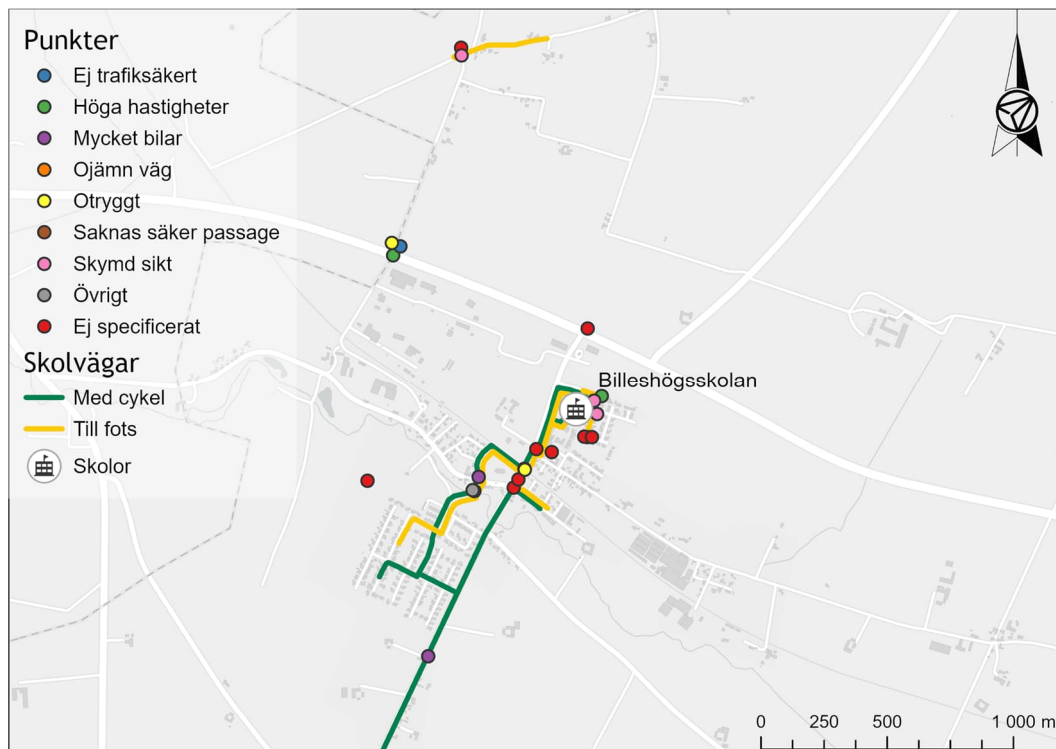 Punkter
Ej trafiksäkert
Höga hastigheter
Mycket bilar
Ojämn väg
Otryggt
Saknas säker passage
Skymd sikt
Övrigt
Ej specificerat
Skolvägar
Med cykel
Till fots
Skolor
Billeshögsskolan
0 250 500 1 000 m